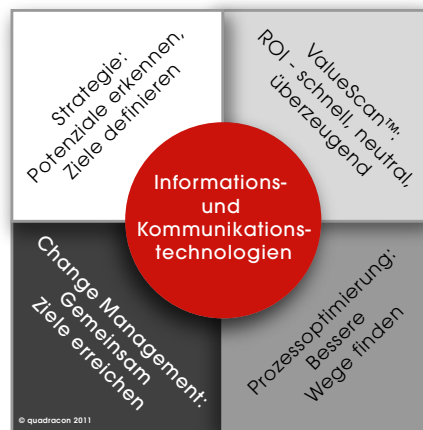 Strategie:
Potenziale erkennen,
Ziele definieren
ValueScan™:
ROI - schnell, neutral,
überzeugend
Informations-
und
Kommunikations-
technologien
Change Management:
Gemeinsam
Ziele erreichen
Prozessoptimierung:
Bessere
Wege finden
© quadracon 2011